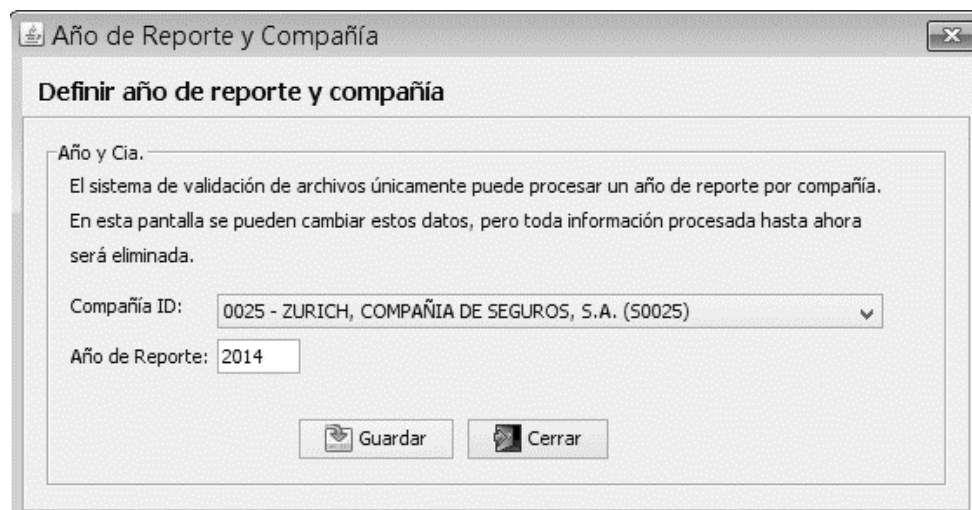 Año de Reporte y Compañía
Definir año de reporte y compañía
Año y Cia.
El sistema de validación de archivos únicamente puede procesar un año de reporte por compañía.
En esta pantalla se pueden cambiar estos datos, pero toda información procesada hasta ahora
será eliminada.
Compañía ID: 0025 - ZURICH, COMPAÑIA DE SEGUROS, S.A. (S0025)
Año de Reporte: 2014
Guardar Cerrar